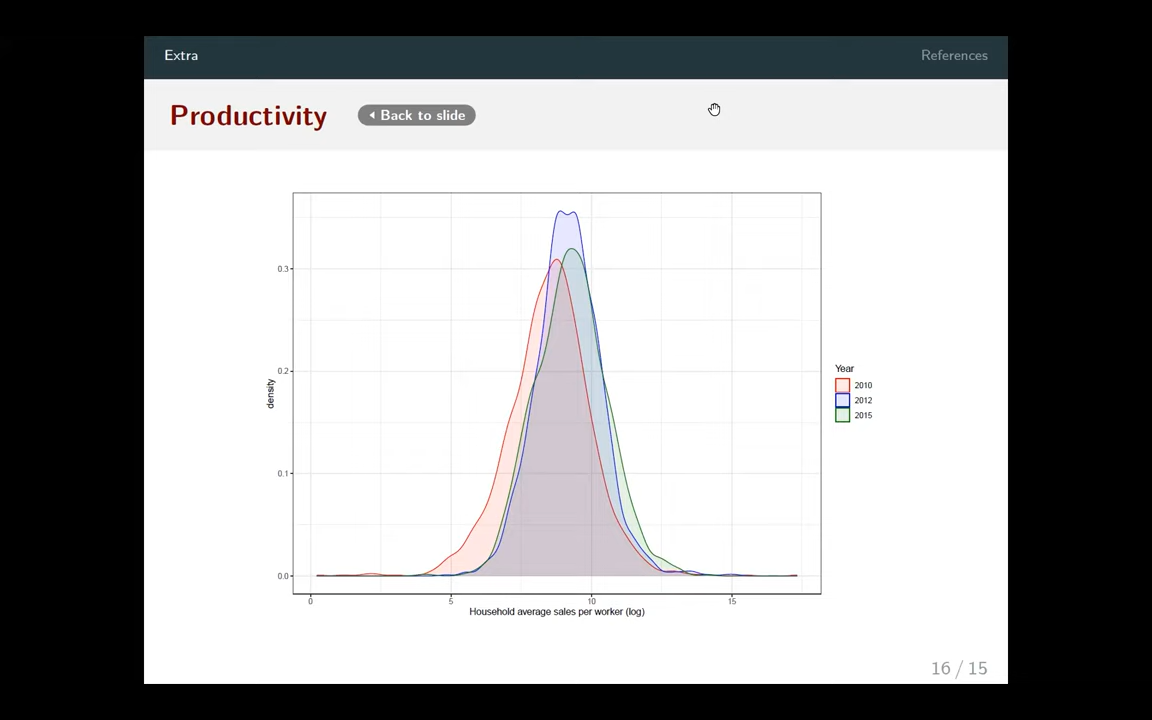 Extra
References
Productivity
Back to slide
0.3
0.2
0.1
0.0
density
0
5
10
15
Household average sales per worker (log)
Year
2010
2012
2015
16 / 15